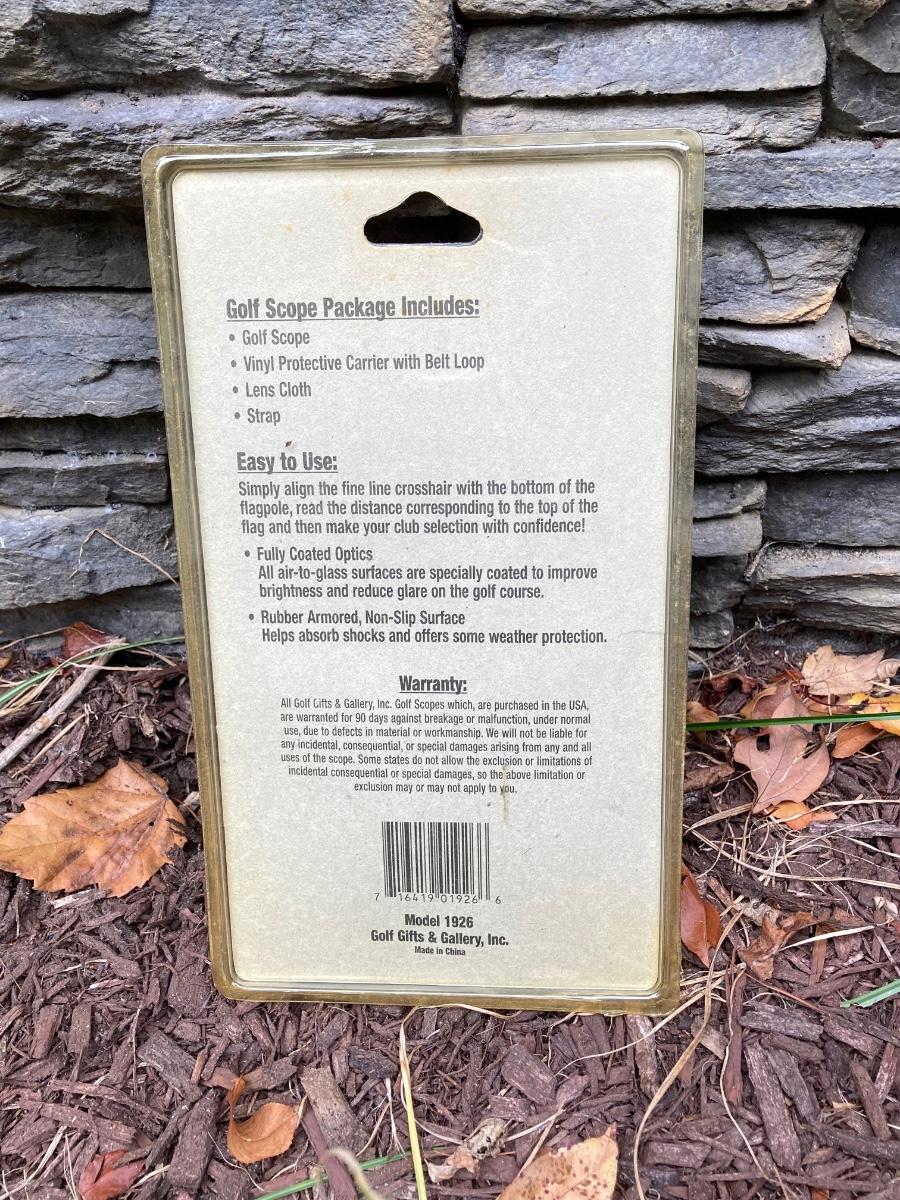 Golf Scope Package Includes:
• Golf Scope
• Vinyl Protective Carrier with Belt Loop
• Lens Cloth
• Strap
Easy to Use:
Simply align the fine line crosshair with the bottom of the
flagpole, read the distance corresponding to the top of the
flag and then make your club selection with confidence!
• Fully Coated Optics
All air-to-glass surfaces are specially coated to improve
brightness and reduce glare on the golf course.
• Rubber Armored, Non-Slip Surface
Helps absorb shocks and offers some weather protection.
Warranty:
All Golf Gifts & Gallery, Inc. Golf Scopes which, are purchased in the USA,
are warranted for 90 days against breakage or malfunction, under normal
use, due to defects in material or workmanship. We will not be liable for
any incidental, consequential, or special damages arising from any and all
uses of the scope. Some states do not allow the exclusion or limitations of
incidental consequential or special damages, so the above limitation or
exclusion may or may not apply to you.
7 16419 01926 6
Model 1926
Golf Gifts & Gallery, Inc.
Made in China